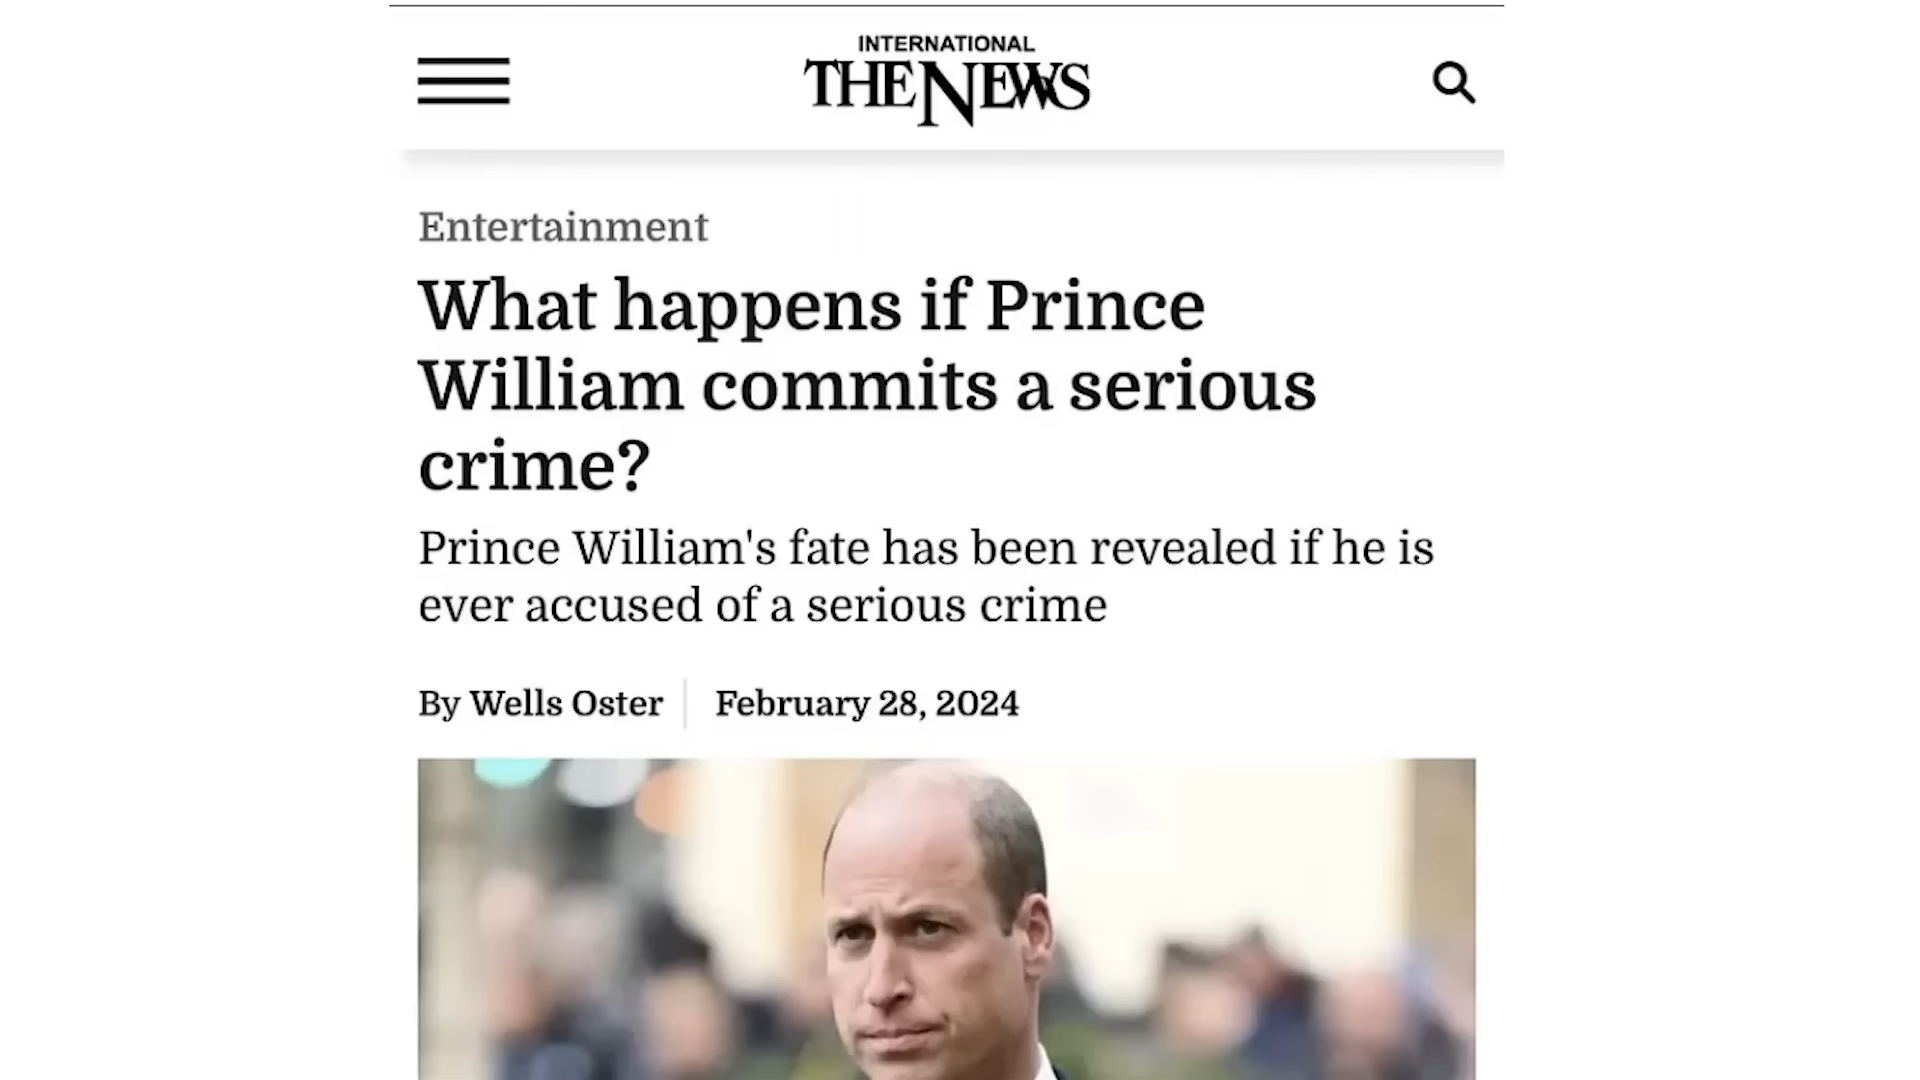 INTERNATIONAL
THE NEWS
Entertainment
What happens if Prince
William commits a serious
crime?
Prince William's fate has been revealed if he is
ever accused of a serious crime
By Wells Oster
February 28, 2024